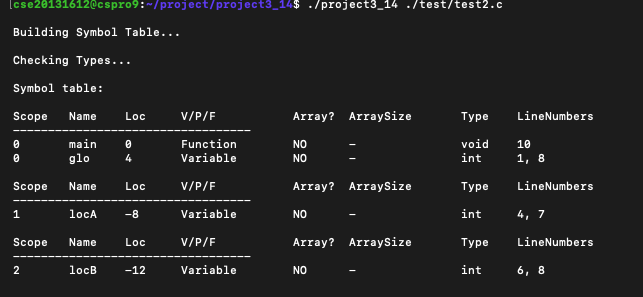 [cse20131612@cspro9:~/project/project3_14$ ./project3_14 ./test/test2.c
Building Symbol Table...
Checking Types...
Symbol table:
Scope Name Loc V/P/F Array? ArraySize Type LineNumbers
----------------------------------
0 main 0 Function NO - void 10
0 glo 4 Variable NO - int 1, 8
Scope Name Loc V/P/F Array? ArraySize Type LineNumbers
----------------------------------
1 locA -8 Variable NO - int 4, 7
Scope Name Loc V/P/F Array? ArraySize Type LineNumbers
----------------------------------
2 locB -12 Variable NO - int 6, 8